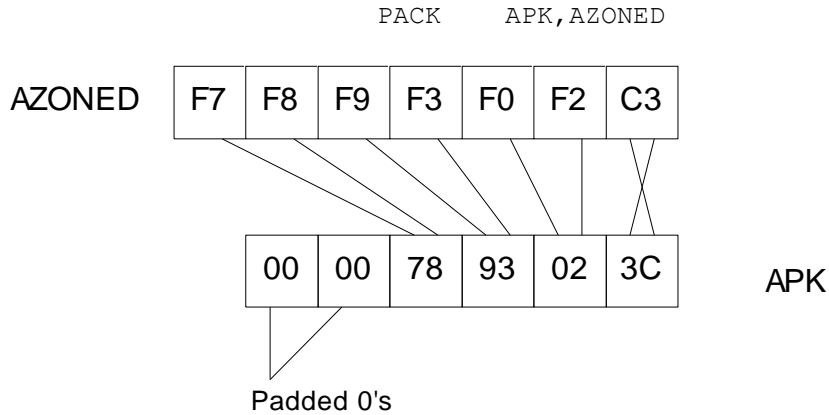 PACK APK,AZONED
AZONED F7 F8 F9 F3 F0 F2 C3
00 00 78 93 02 3C APK
Padded 0's